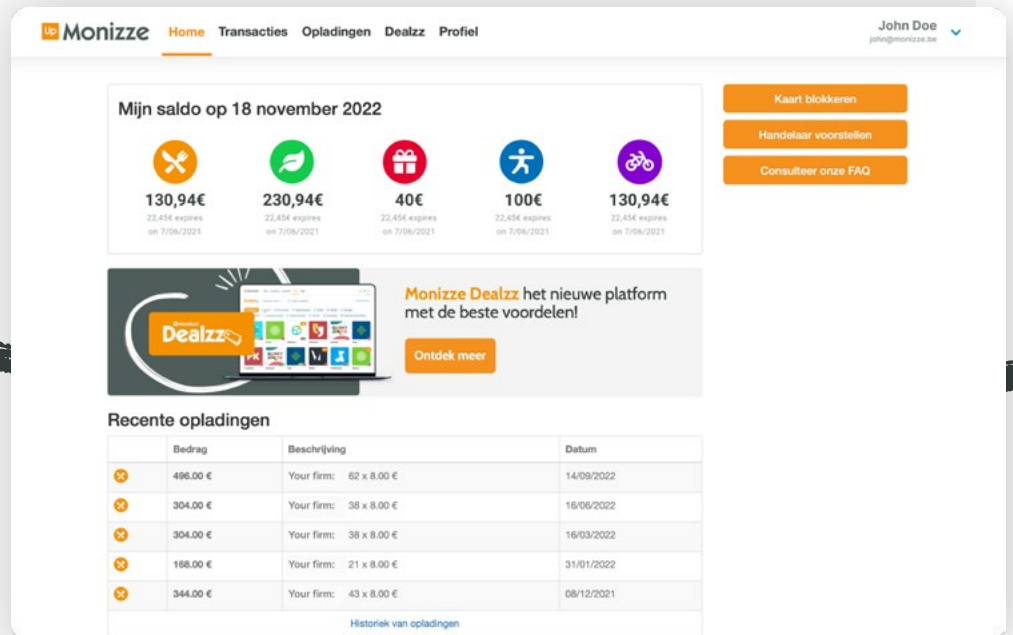 Up Monizze Home Transacties Opladingen Dealzz Profiel
John Doe
john@monizze.be
Mijn saldo op 18 november 2022
130,94€ 230,94€ 40€ 100€ 130,94€
22,45€ expires 22,45€ expires 22,45€ expires 22,45€ expires 22,45€ expires
on 7/06/2021 on 7/06/2021 on 7/06/2021 on 7/06/2021 on 7/06/2021
Kaart blokkeren
Handelaar voorstellen
Consulteer onze FAQ
monizze
Dealzz
Monizze Dealzz het nieuwe platform
met de beste voordelen!
Ontdek meer
Recente opladingen
Bedrag Beschrijving Datum
496.00 € Your firm: 62 x 8.00 € 14/09/2022
304.00 € Your firm: 38 x 8.00 € 16/06/2022
304.00 € Your firm: 38 x 8.00 € 16/03/2022
168.00 € Your firm: 21 x 8.00 € 31/01/2022
344.00 € Your firm: 43 x 8.00 € 08/12/2021
Historiek van opladingen